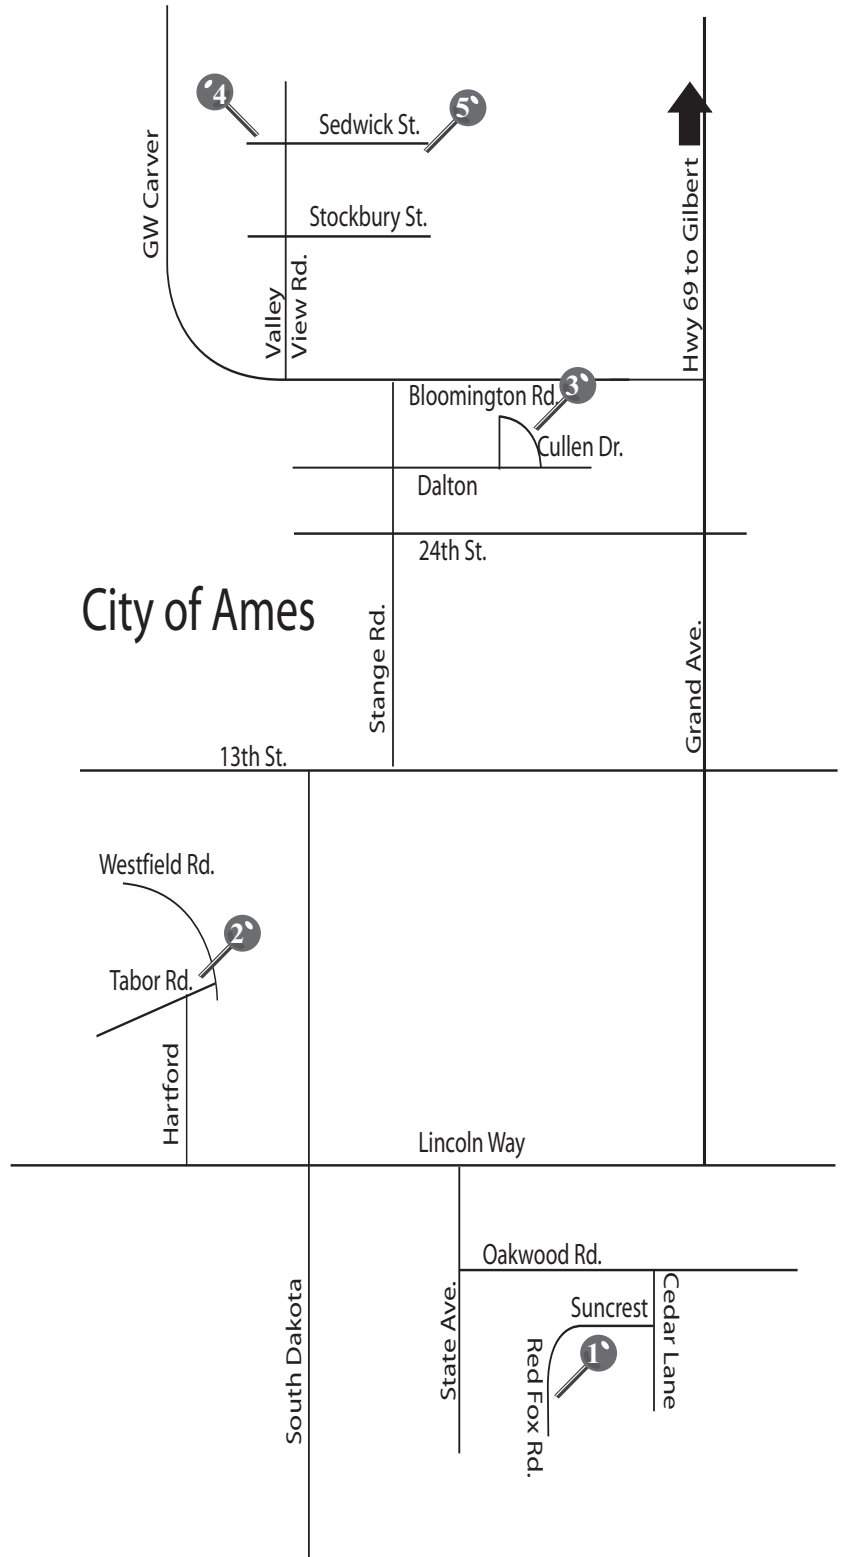 4
5
Sedwick St.
GW Carver
Stockbury St.
Valley
View Rd.
Hwy 69 to Gilbert
3
Bloomington Rd.
Cullen Dr.
Dalton
24th St.
City of Ames
Stange Rd.
Grand Ave.
13th St.
Westfield Rd.
2
Tabor Rd.
Hartford
Lincoln Way
Oakwood Rd.
South Dakota
State Ave.
Suncrest
Cedar Lane
1
Red Fox Rd.